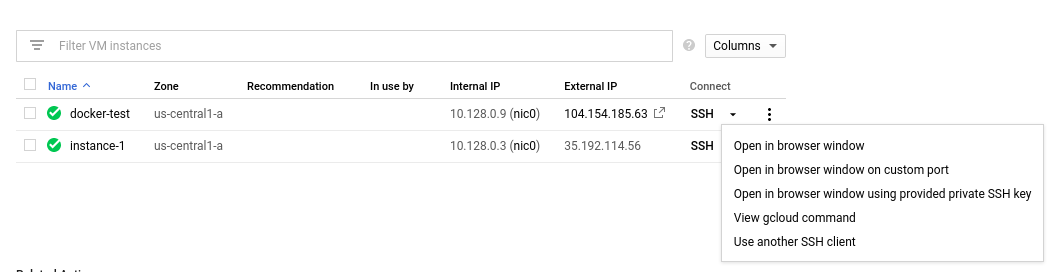 Filter VM instances
Columns
Name Zone Recommendation In use by Internal IP External IP Connect
docker-test us-central1-a 10.128.0.9 (nic0) 104.154.185.63 SSH
instance-1 us-central1-a 10.128.0.3 (nic0) 35.192.114.56 SSH
Open in browser window
Open in browser window on custom port
Open in browser window using provided private SSH key
View gcloud command
Use another SSH client